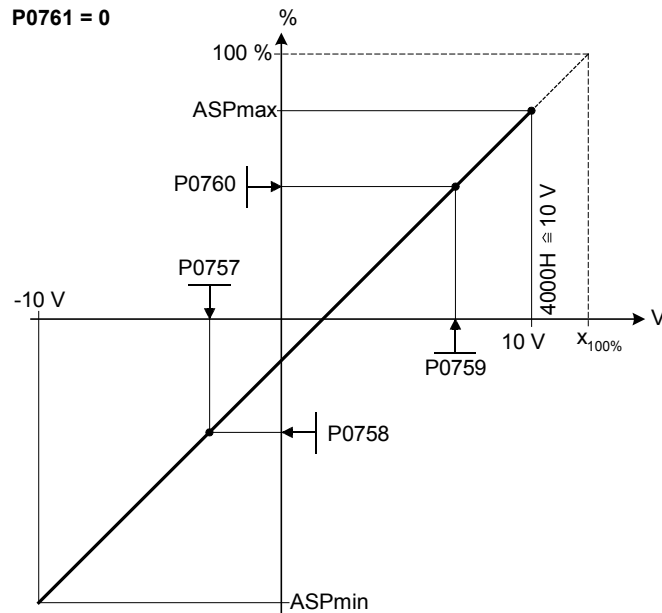 P0761 = 0
%
100 %
ASPmax
P0760
4000H ≙ 10 V
P0757
-10 V
V
10 V
x100%
P0759
P0758
ASPmin